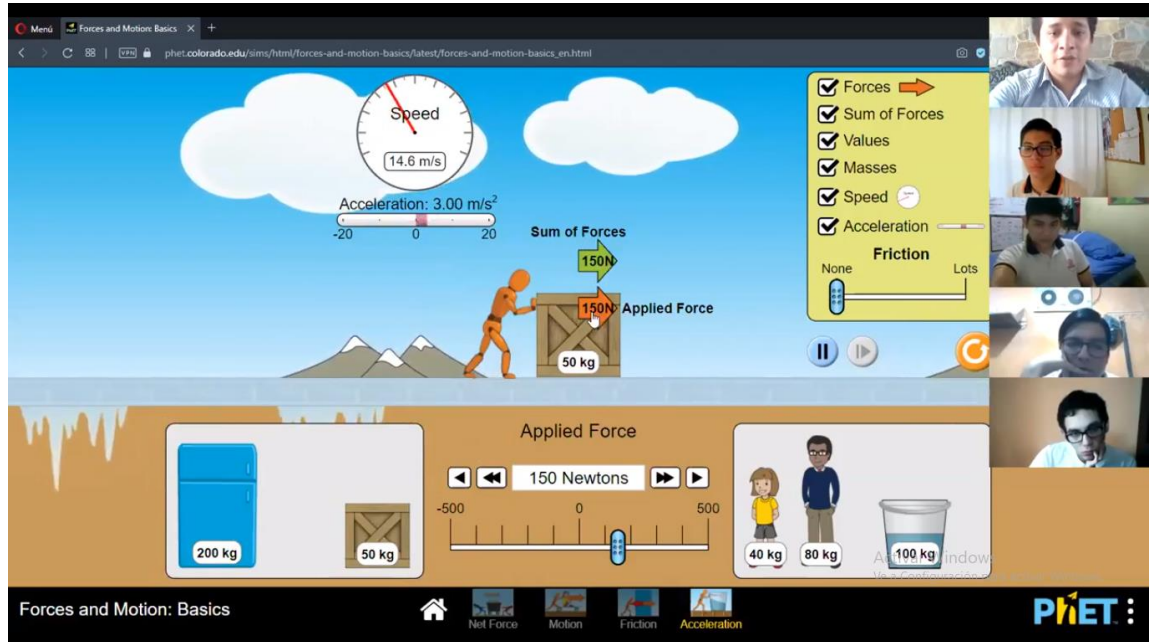 Menú
Forces and Motion: Basics
VPN
phet.colorado.edu/sims/html/forces-and-motion-basics/latest/forces-and-motion-basics_en.html
Speed
14.6 m/s
Acceleration: 3.00 m/s²
-20 0 20
Sum of Forces
150N
150N Applied Force
50 kg
Forces
Sum of Forces
Values
Masses
Speed
Acceleration
Friction
None Lots
Applied Force
150 Newtons
-500 0 500
200 kg
50 kg
40 kg
80 kg
100 kg
Forces and Motion: Basics
Net Force
Motion
Friction
Acceleration
PhET